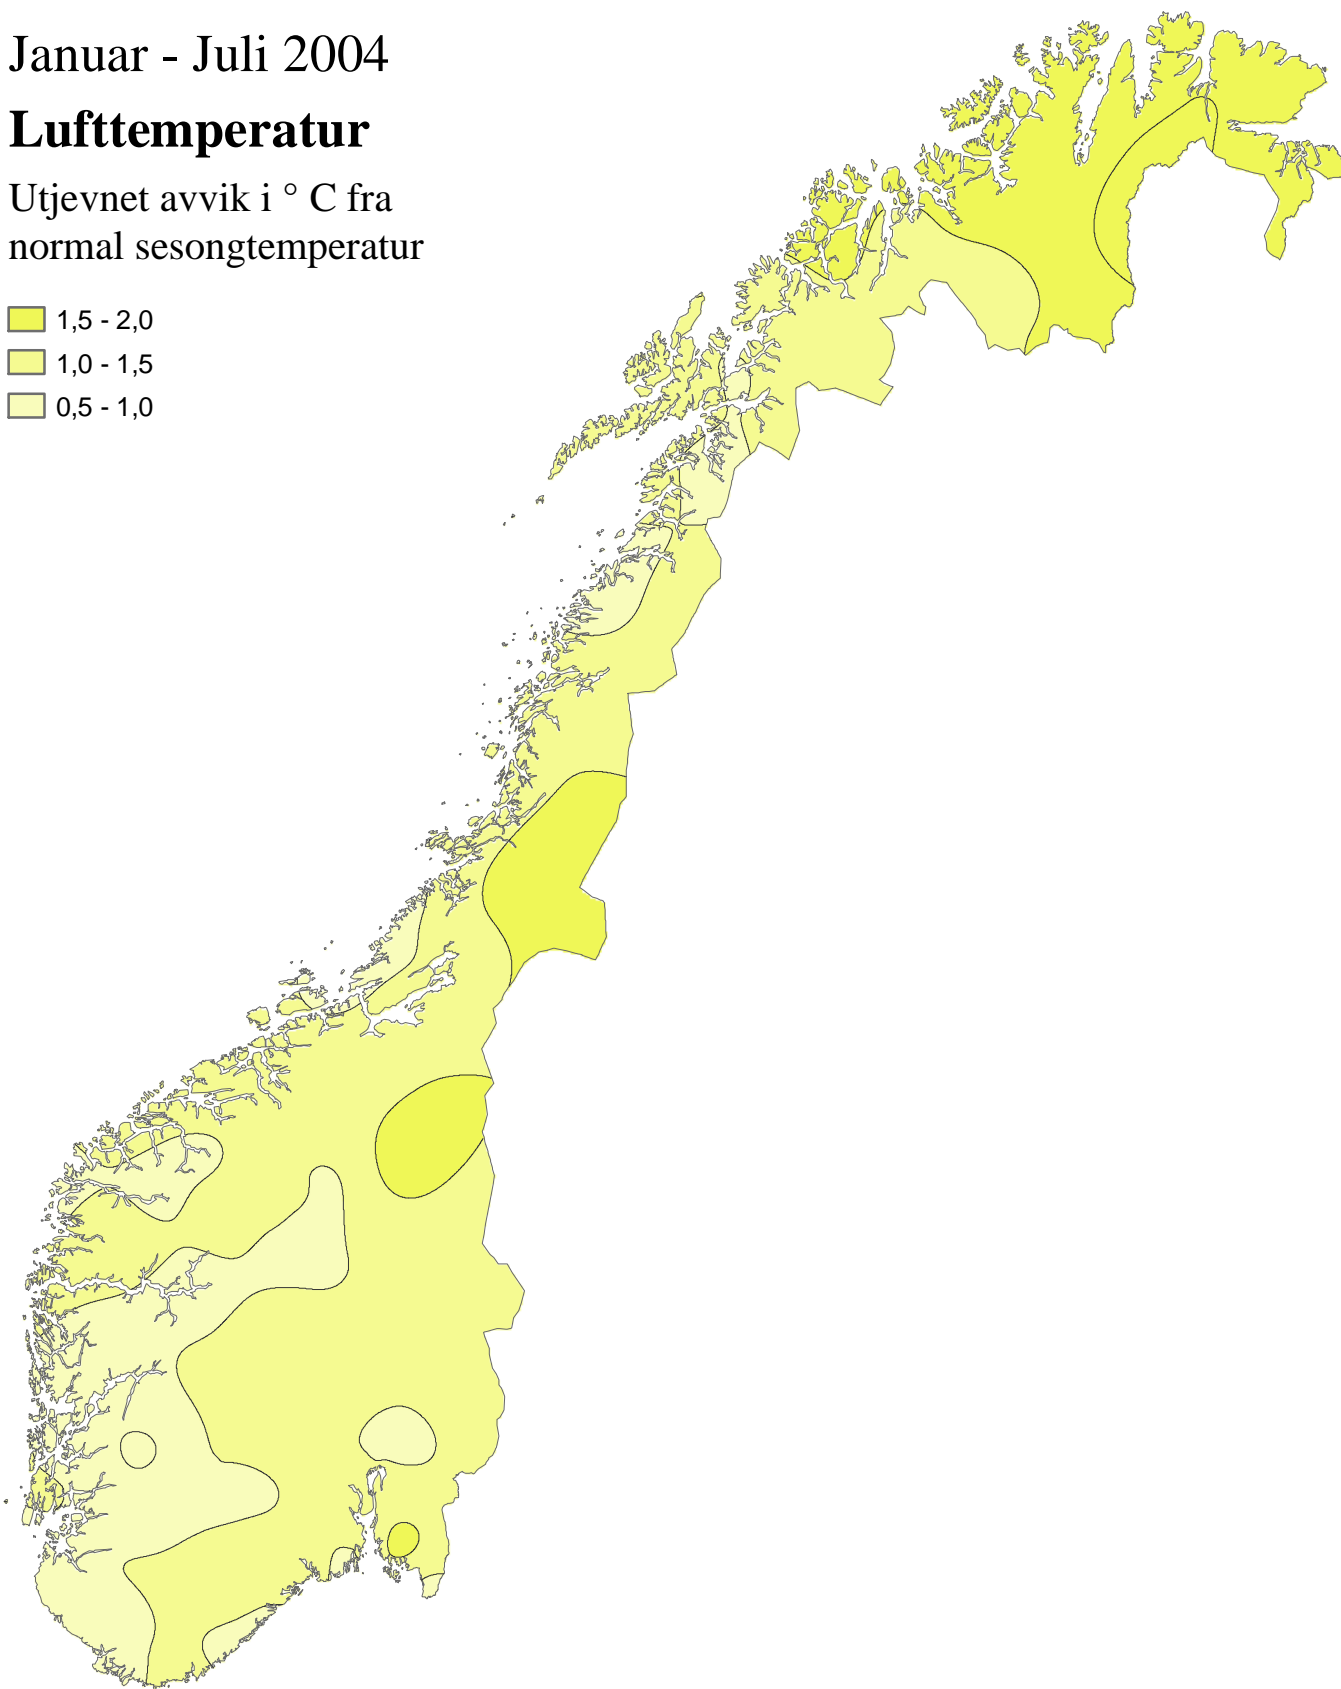 Januar - Juli 2004
Lufttemperatur
Utjevnet avvik i ° C fra
normal sesongtemperatur
1,5 - 2,0
1,0 - 1,5
0,5 - 1,0